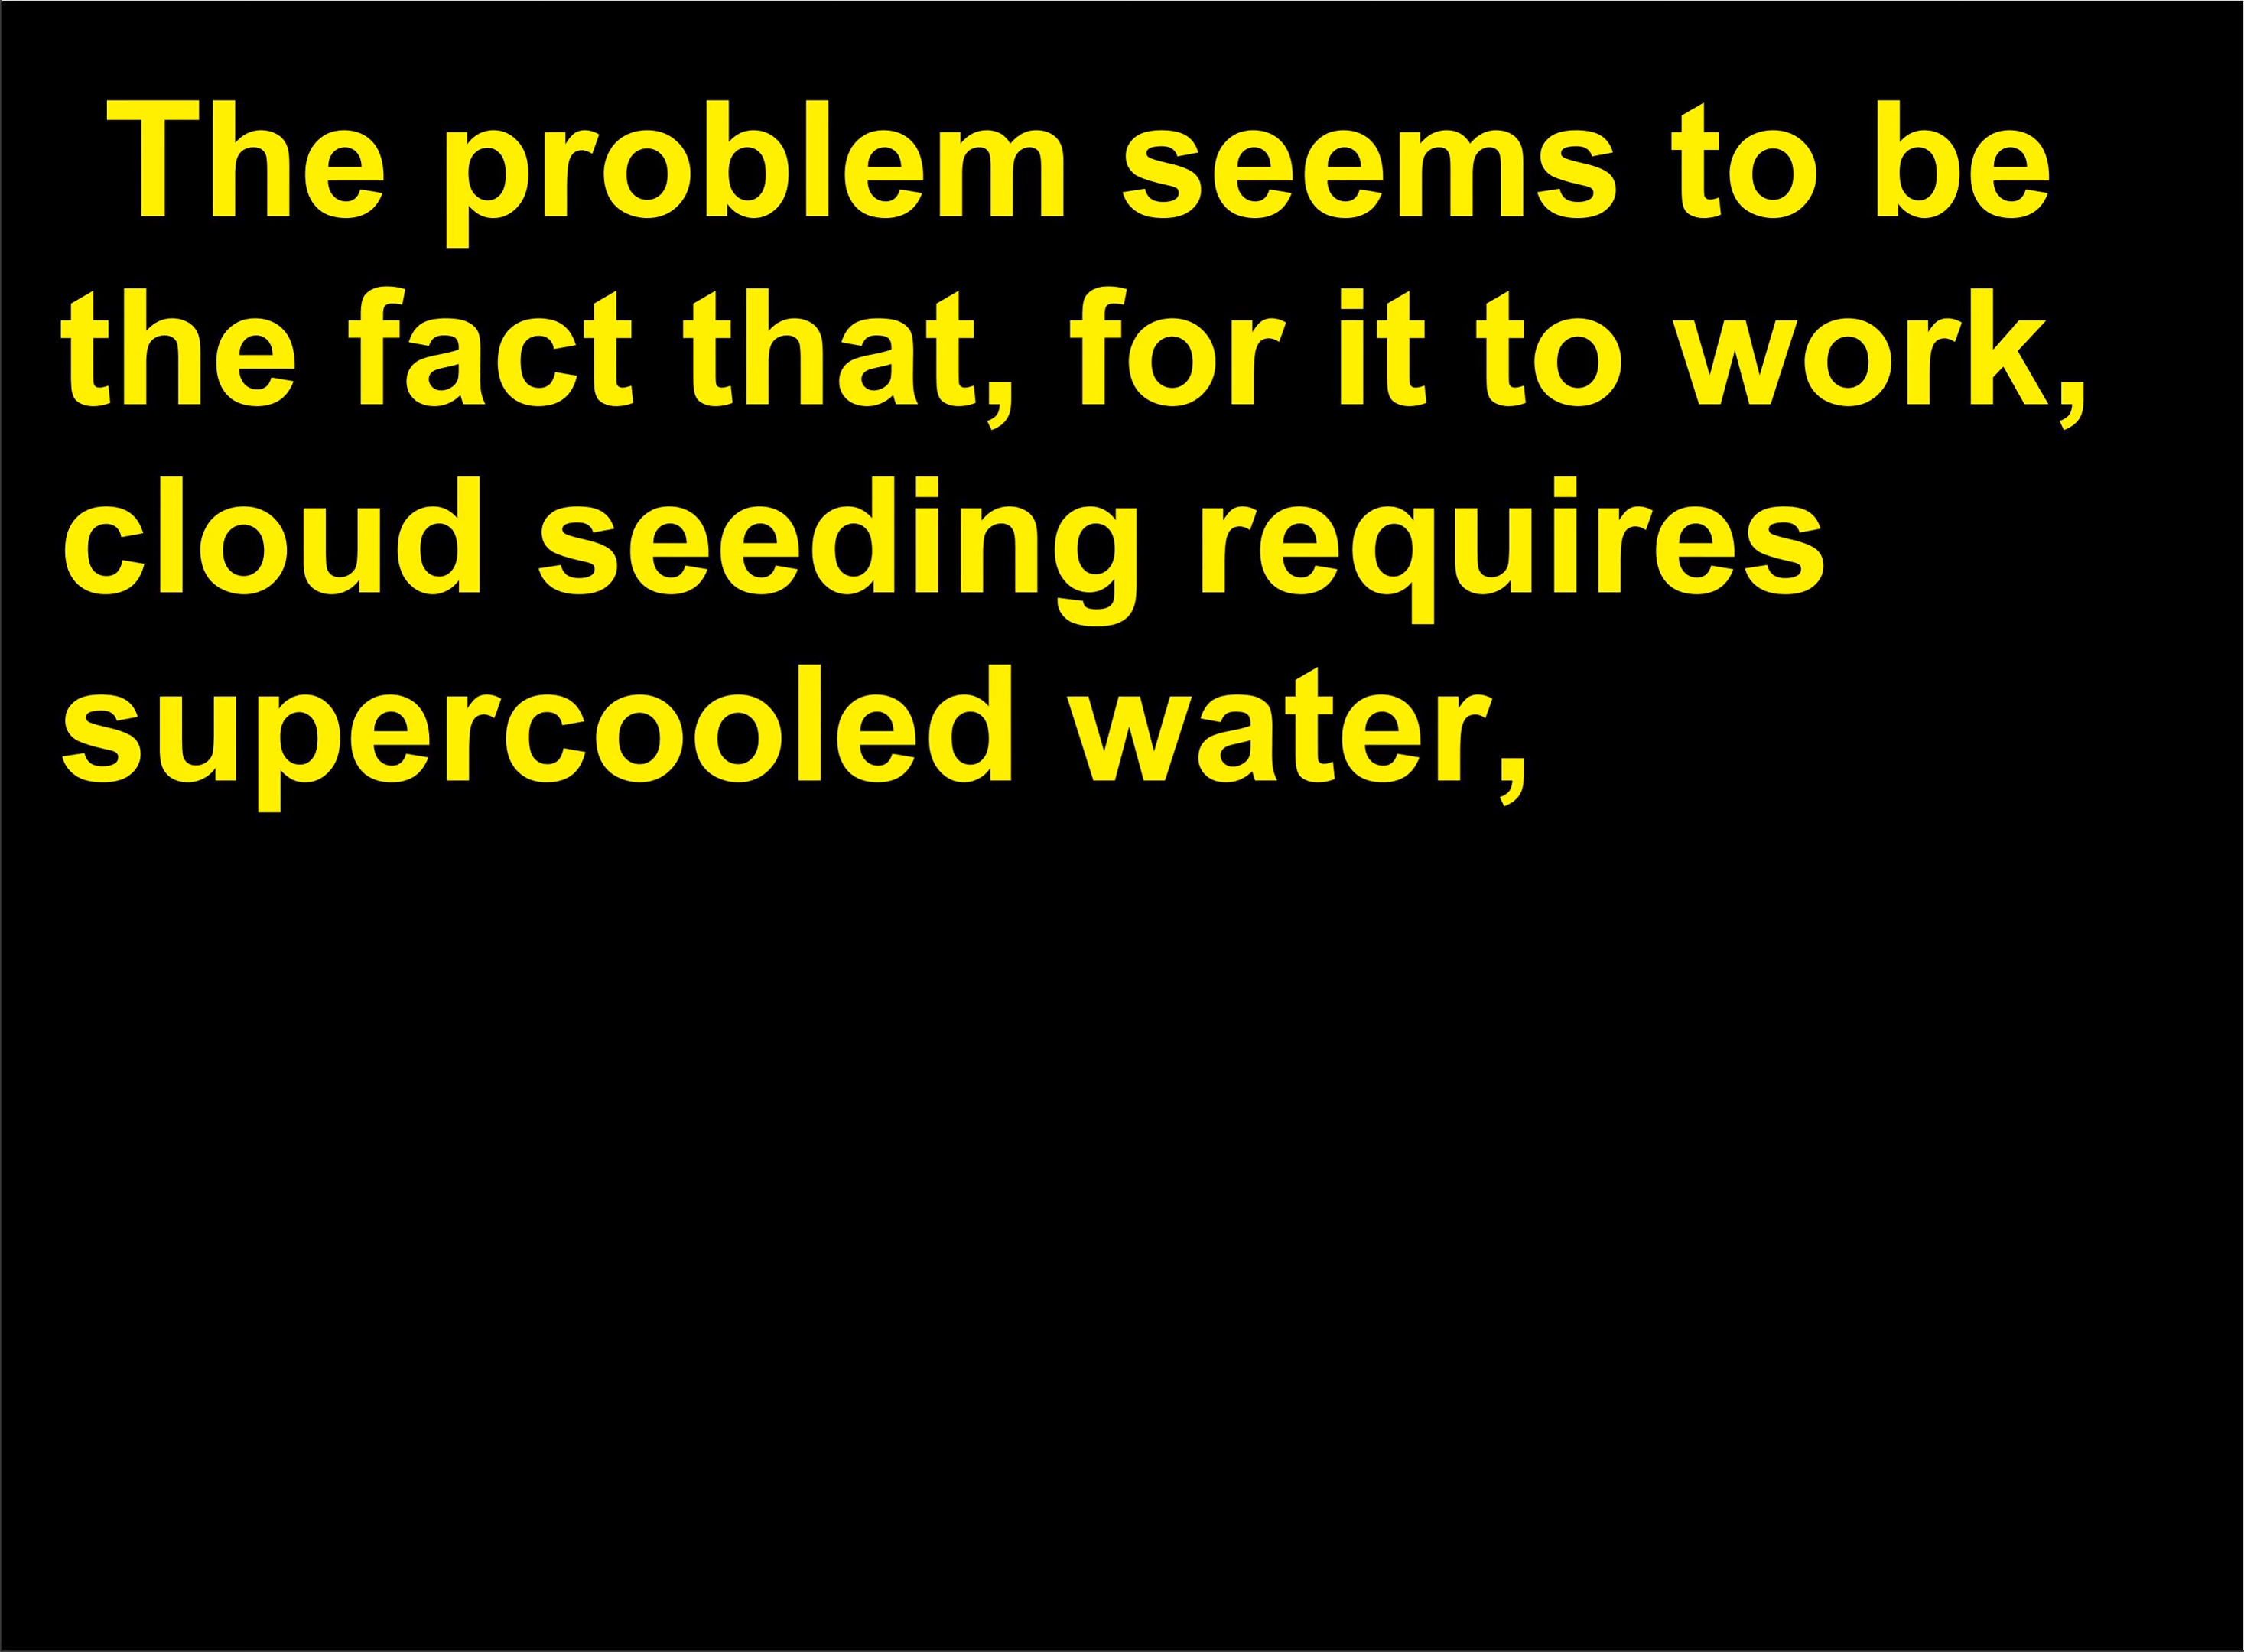 The problem seems to be
the fact that, for it to work,
cloud seeding requires
supercooled water,